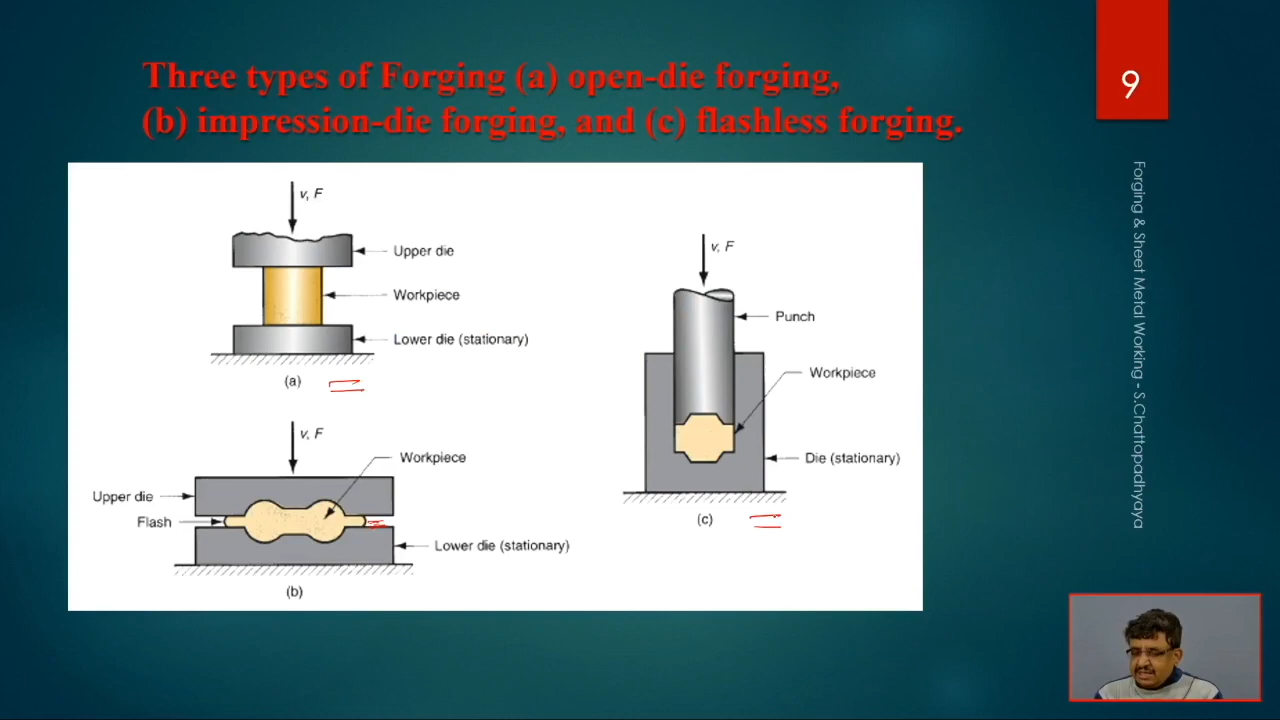 Three types of Forging (a) open-die forging,
(b) impression-die forging, and (c) flashless forging.
9
v, F
Upper die
Workpiece
Lower die (stationary)
(a)
v, F
Workpiece
Upper die
Flash
Lower die (stationary)
(b)
v, F
Punch
Workpiece
Die (stationary)
(c)
Forging & Sheet Metal Working - S.Chattopadhyaya